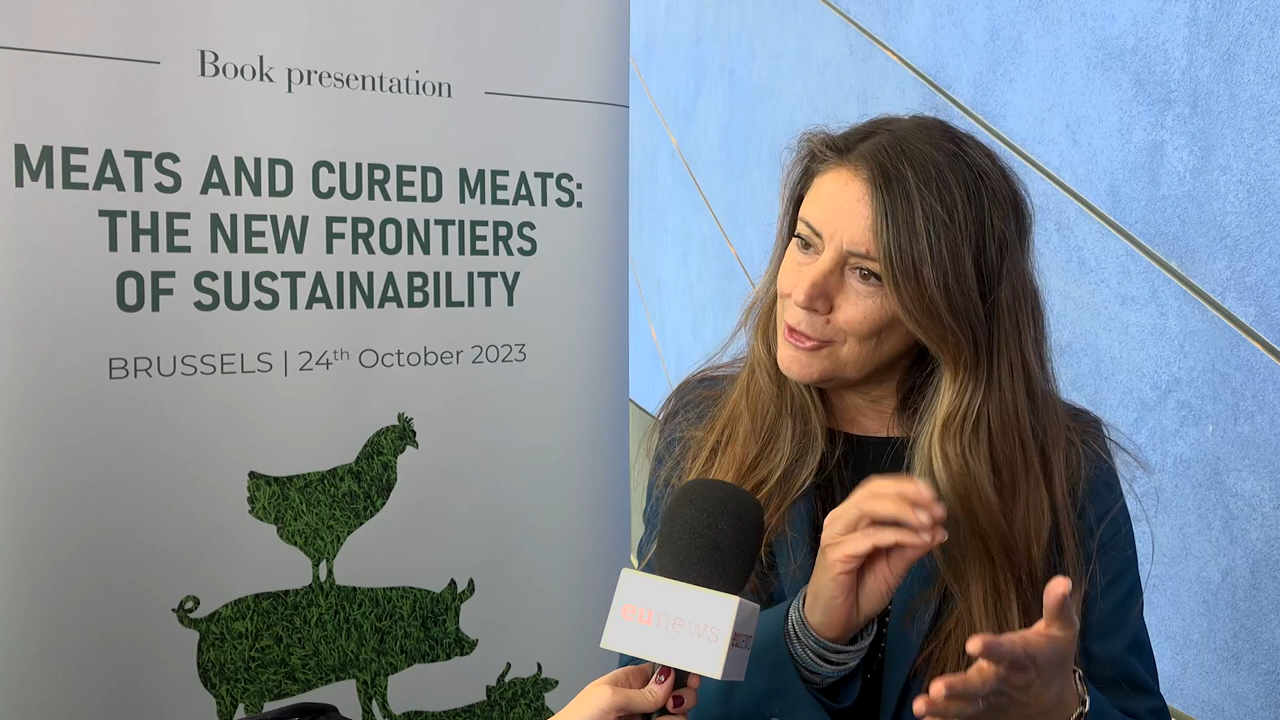 Book presentation
MEATS AND CURED MEATS:
THE NEW FRONTIERS
OF SUSTAINABILITY
BRUSSELS | 24th October 2023
eunews